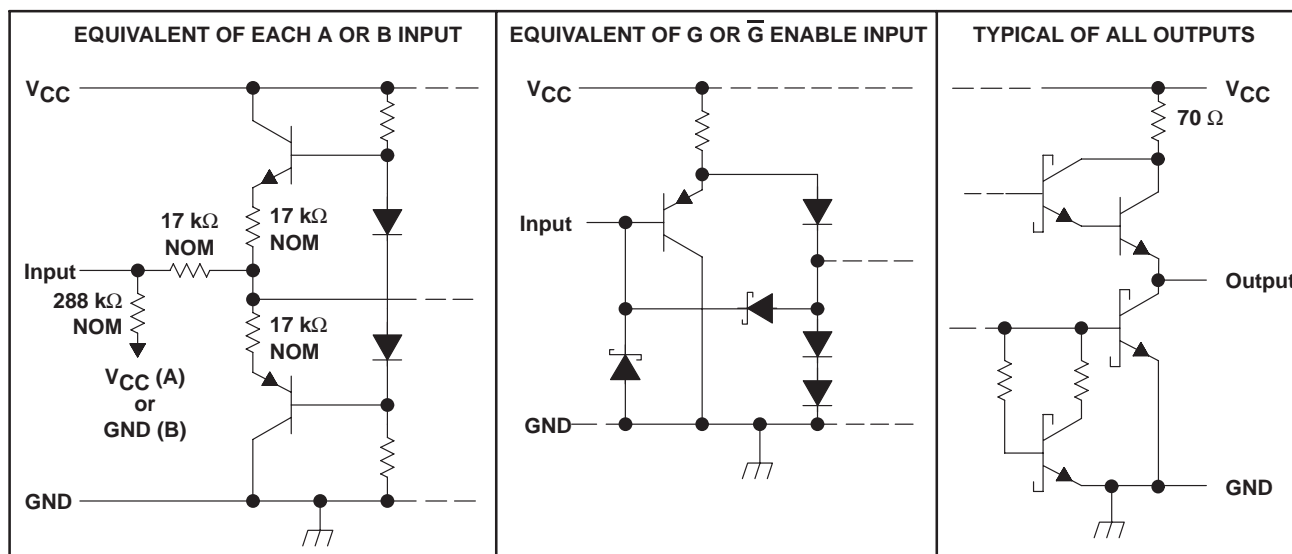 EQUIVALENT OF EACH A OR B INPUT
VCC
17 kΩ
NOM
17 kΩ
NOM
Input
288 kΩ
NOM
17 kΩ
NOM
VCC (A)
or
GND (B)
GND
EQUIVALENT OF G OR G̅ ENABLE INPUT
VCC
Input
GND
TYPICAL OF ALL OUTPUTS
VCC
70 Ω
Output
GND